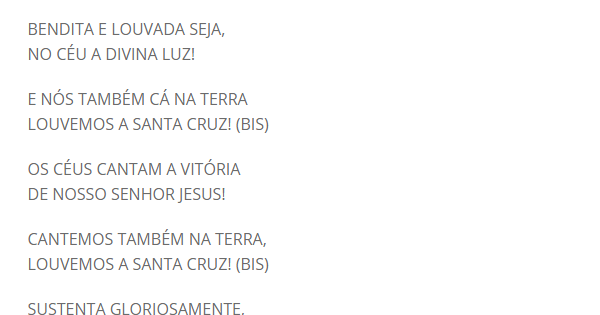 BENDITA E LOUVADA SEJA,
NO CÉU A DIVINA LUZ!
E NÓS TAMBÉM CÁ NA TERRA
LOUVEMOS A SANTA CRUZ! (BIS)
OS CÉUS CANTAM A VITÓRIA
DE NOSSO SENHOR JESUS!
CANTEMOS TAMBÉM NA TERRA,
LOUVEMOS A SANTA CRUZ! (BIS)
SUSTENTA GLORIOSAMENTE.